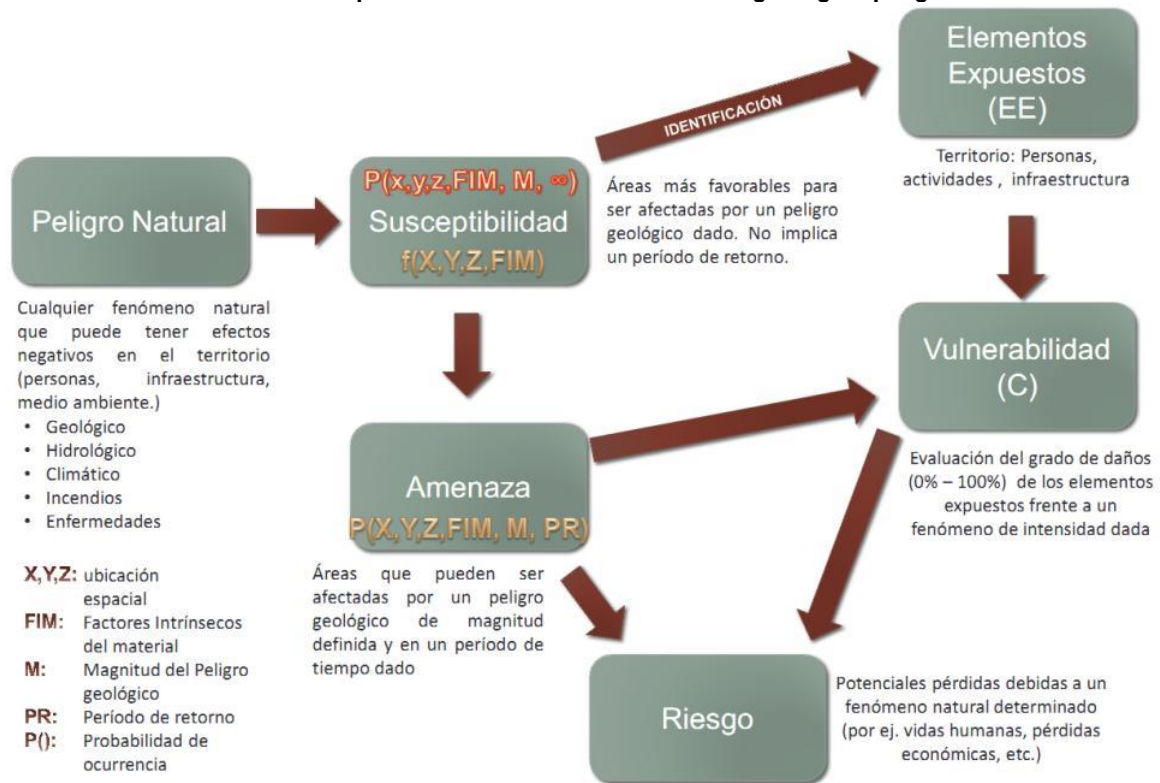 Peligro Natural
Cualquier fenómeno natural
que puede tener efectos
negativos en el territorio
(personas, infraestructura,
medio ambiente.)
• Geológico
• Hidrológico
• Climático
• Incendios
• Enfermedades
X,Y,Z: ubicación
espacial
FIM: Factores Intrínsecos
del material
M: Magnitud del Peligro
geológico
PR: Período de retorno
P(): Probabilidad de
ocurrencia
P(x,y,z,FIM, M, ∞)
Susceptibilidad
f(X,Y,Z,FIM)
Áreas más favorables para
ser afectadas por un peligro
geológico dado. No implica
un período de retorno.
IDENTIFICACIÓN
Elementos
Expuestos
(EE)
Territorio: Personas,
actividades , infraestructura
Amenaza
P(X,Y,Z,FIM, M, PR)
Áreas que pueden ser
afectadas por un peligro
geológico de magnitud
definida y en un período de
tiempo dado
Vulnerabilidad
(C)
Evaluación del grado de daños
(0% – 100%) de los elementos
expuestos frente a un
fenómeno de intensidad dada
Riesgo
Potenciales pérdidas debidas a un
fenómeno natural determinado
(por ej. vidas humanas, pérdidas
económicas, etc.)